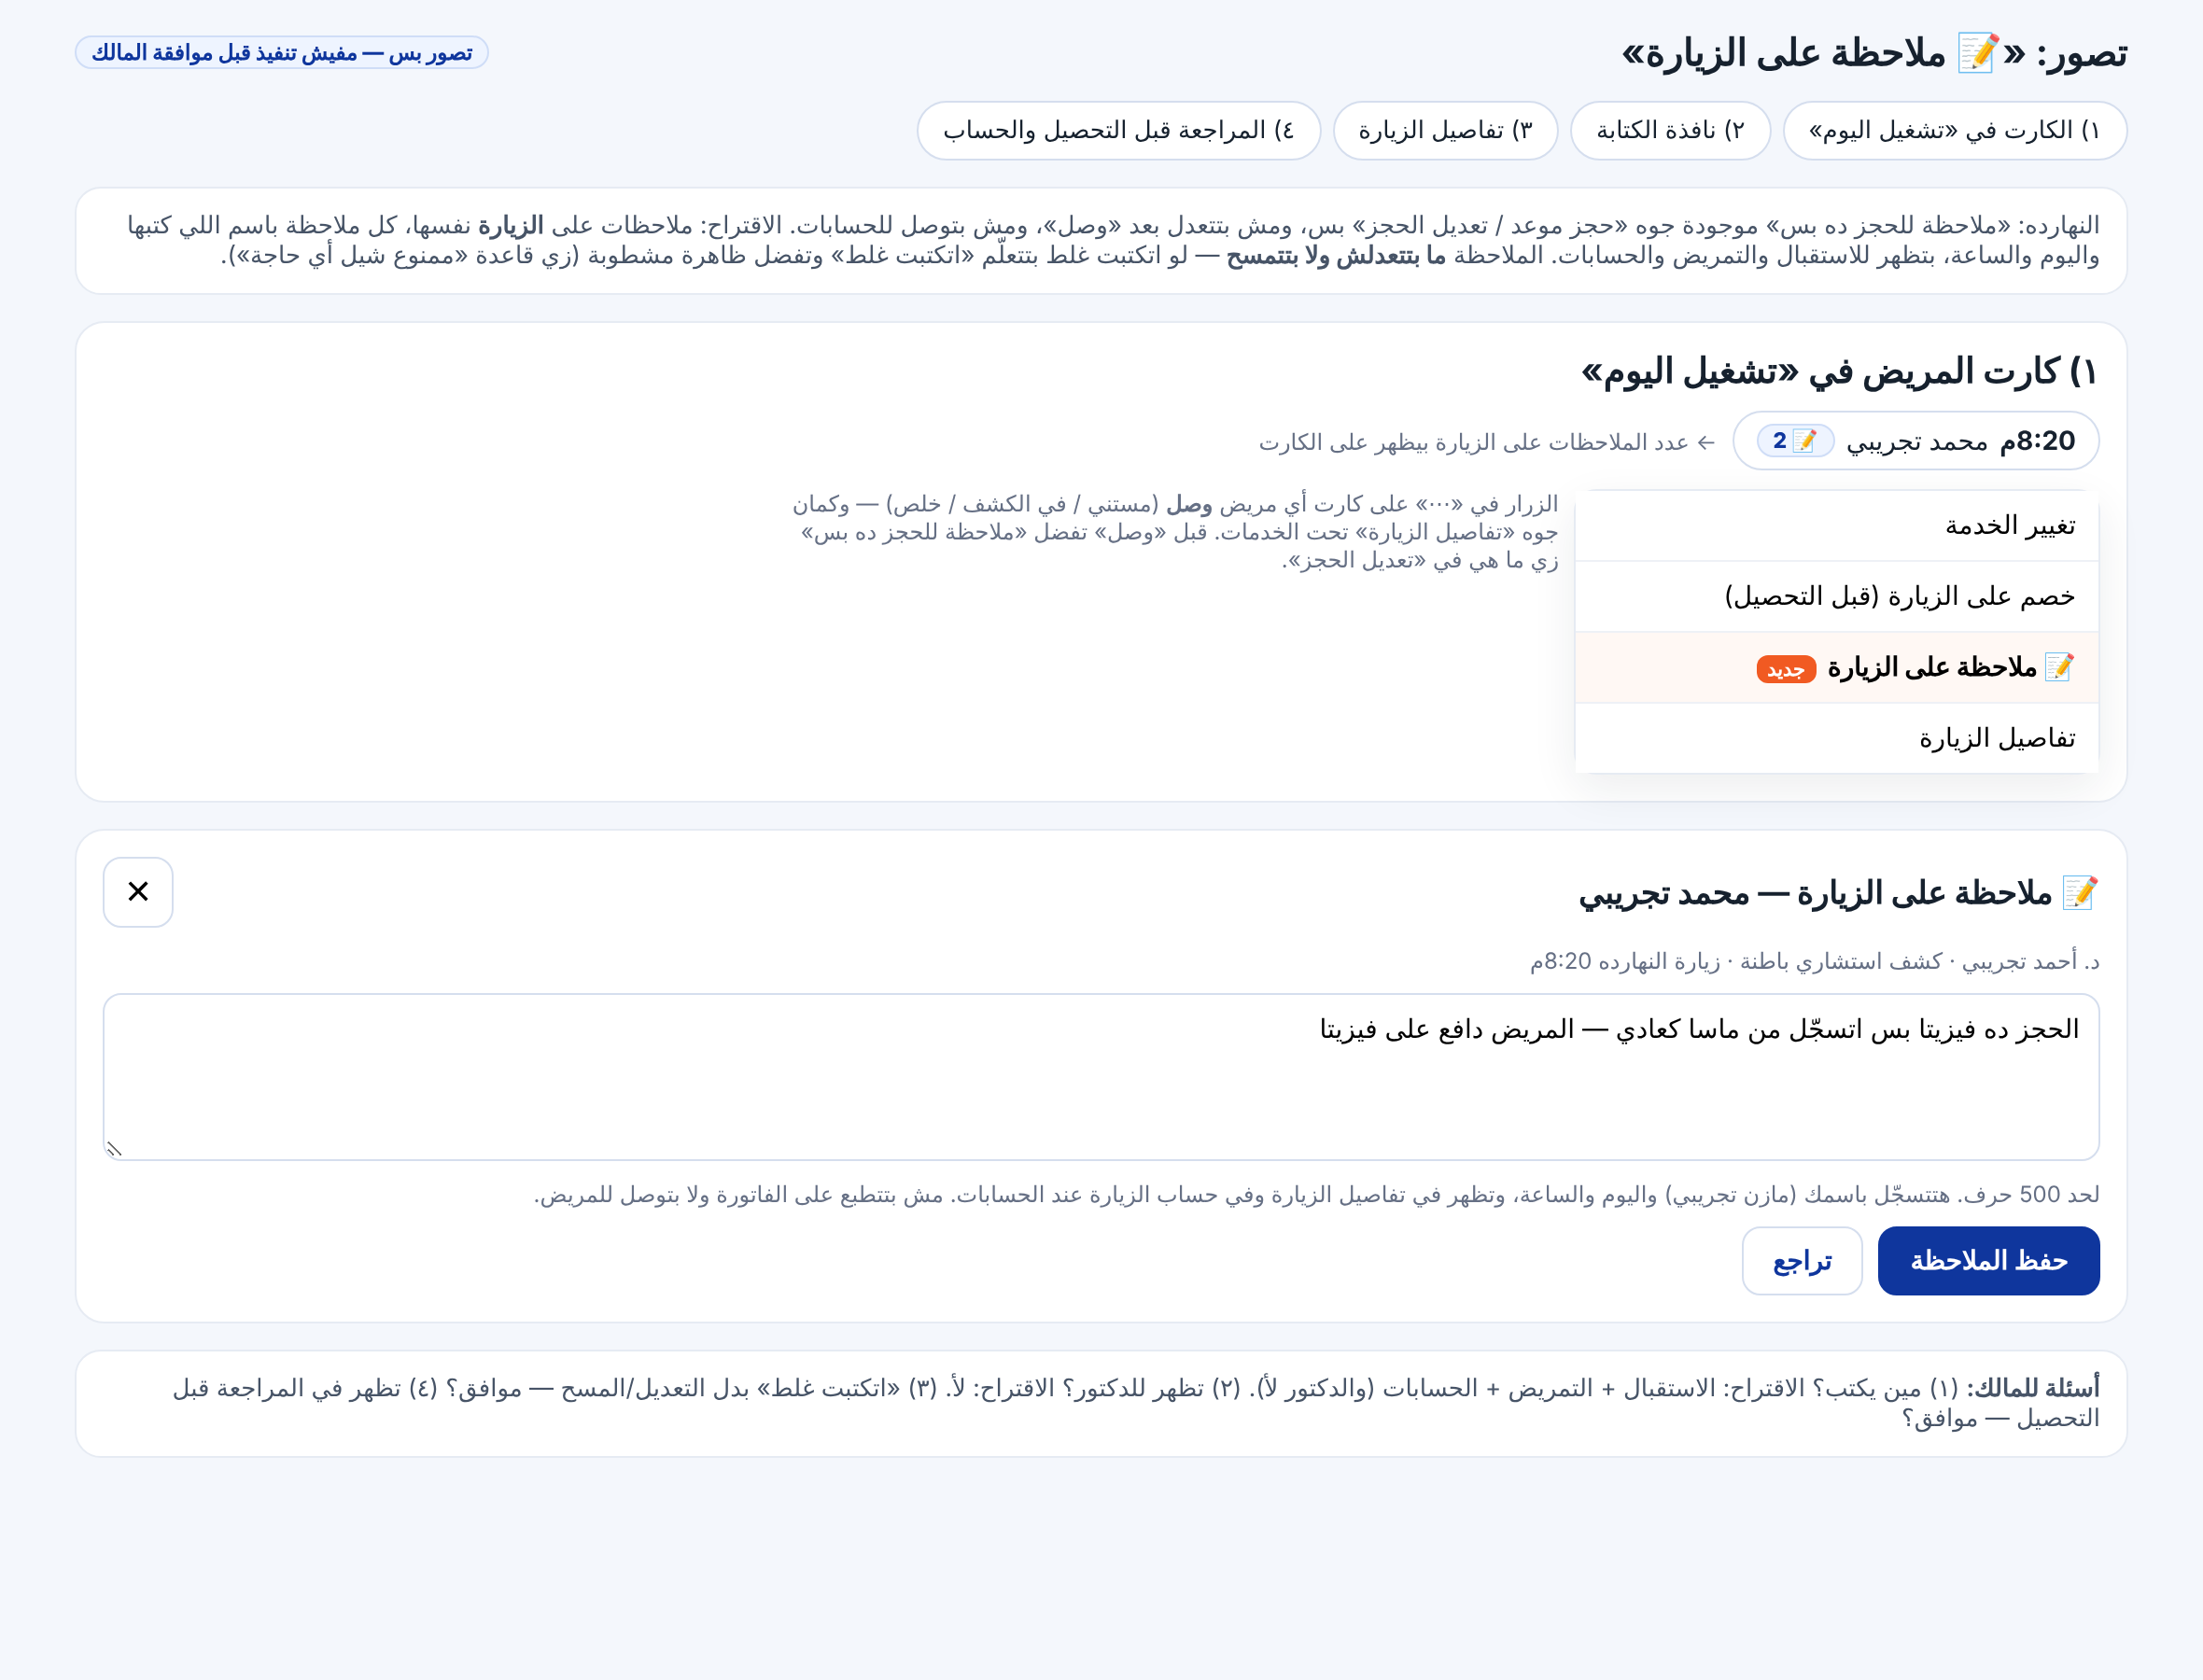 تصور: «📝 ملاحظة على الزيارة»
تصور بس — مفيش تنفيذ قبل موافقة المالك
١) الكارت في «تشغيل اليوم»
٢) نافذة الكتابة
٣) تفاصيل الزيارة
٤) المراجعة قبل التحصيل والحساب
النهارده: «ملاحظة للحجز ده بس» موجودة جوه «حجز موعد / تعديل الحجز» بس، ومش بتتعدل بعد «وصل»، ومش بتوصل للحسابات. الاقتراح: ملاحظات على الزيارة نفسها، كل ملاحظة باسم اللي كتبها
واليوم والساعة، بتظهر للاستقبال والتمريض والحسابات. الملاحظة ما بتتعدلش ولا بتتمسح — لو اتكتبت غلط بتتعلّم «اتكتبت غلط» وتفضل ظاهرة مشطوبة (زي قاعدة «ممنوع شيل أي حاجة»).
١) كارت المريض في «تشغيل اليوم»
8:20م محمد تجريبي 📝 2
← عدد الملاحظات على الزيارة بيظهر على الكارت
تغيير الخدمة
خصم على الزيارة (قبل التحصيل)
📝 ملاحظة على الزيارة جديد
تفاصيل الزيارة
الزرار في «⋯» على كارت أي مريض وصل (مستني / في الكشف / خلص) — وكمان
جوه «تفاصيل الزيارة» تحت الخدمات. قبل «وصل» تفضل «ملاحظة للحجز ده بس»
زي ما هي في «تعديل الحجز».
📝 ملاحظة على الزيارة — محمد تجريبي
✕
د. أحمد تجريبي · كشف استشاري باطنة · زيارة النهارده 8:20م
الحجز ده فيزيتا بس اتسجّل من ماسا كعادي — المريض دافع على فيزيتا
لحد 500 حرف. هتتسجّل باسمك (مازن تجريبي) واليوم والساعة، وتظهر في تفاصيل الزيارة وفي حساب الزيارة عند الحسابات. مش بتتطبع على الفاتورة ولا بتوصل للمريض.
حفظ الملاحظة
تراجع
أسئلة للمالك: (١) مين يكتب؟ الاقتراح: الاستقبال + التمريض + الحسابات (والدكتور لأ). (٢) تظهر للدكتور؟ الاقتراح: لأ. (٣) «اتكتبت غلط» بدل التعديل/المسح — موافق؟ (٤) تظهر في المراجعة قبل
التحصيل — موافق؟